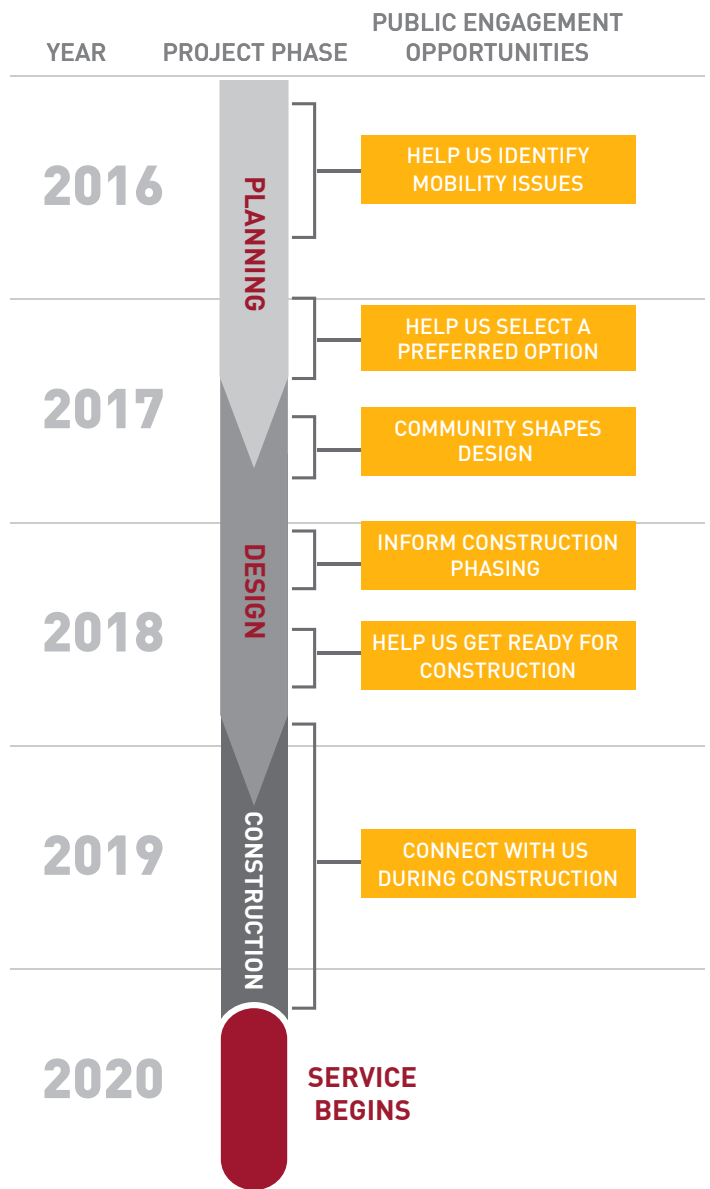 YEAR
PROJECT PHASE
PUBLIC ENGAGEMENT
OPPORTUNITIES
2016
PLANNING
HELP US IDENTIFY
MOBILITY ISSUES
2017
HELP US SELECT A
PREFERRED OPTION
COMMUNITY SHAPES
DESIGN
2018
DESIGN
INFORM CONSTRUCTION
PHASING
HELP US GET READY FOR
CONSTRUCTION
2019
CONSTRUCTION
CONNECT WITH US
DURING CONSTRUCTION
2020
SERVICE
BEGINS